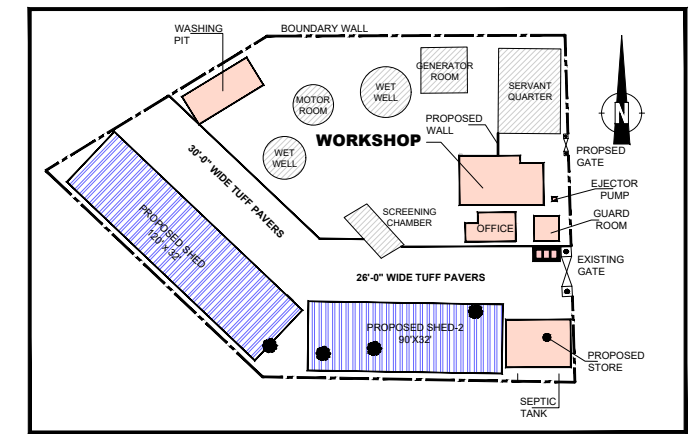 WASHING
PIT
BOUNDARY WALL
GENERATOR
ROOM
WET
WELL
SERVANT
QUARTER
MOTOR
ROOM
N
PROPOSED
WALL
WORKSHOP
PROPSED
GATE
30'-0" WIDE TUFF PAVERS
WET
WELL
EJECTOR
PUMP
SCREENING
CHAMBER
OFFICE
GUARD
ROOM
PROPOSED SHED
120'X32'
EXISTING
GATE
26'-0" WIDE TUFF PAVERS
PROPOSED SHED-2
90'X32'
PROPOSED
STORE
SEPTIC
TANK